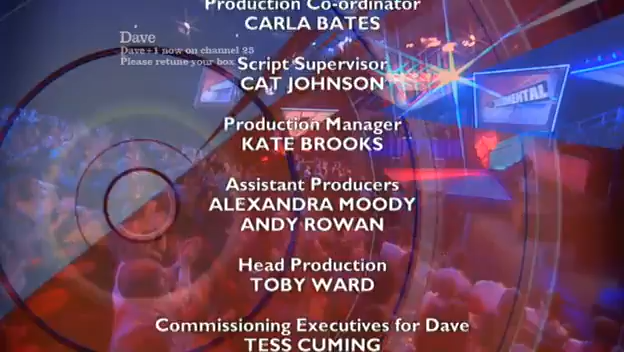 Production Co-ordinator
CARLA BATES
Dave
Dave+1 now on channel 25
Please retune your box
Script Supervisor
CAT JOHNSON
Production Manager
KATE BROOKS
Assistant Producers
ALEXANDRA MOODY
ANDY ROWAN
Head Production
TOBY WARD
Commissioning Executives for Dave
TESS CUMING